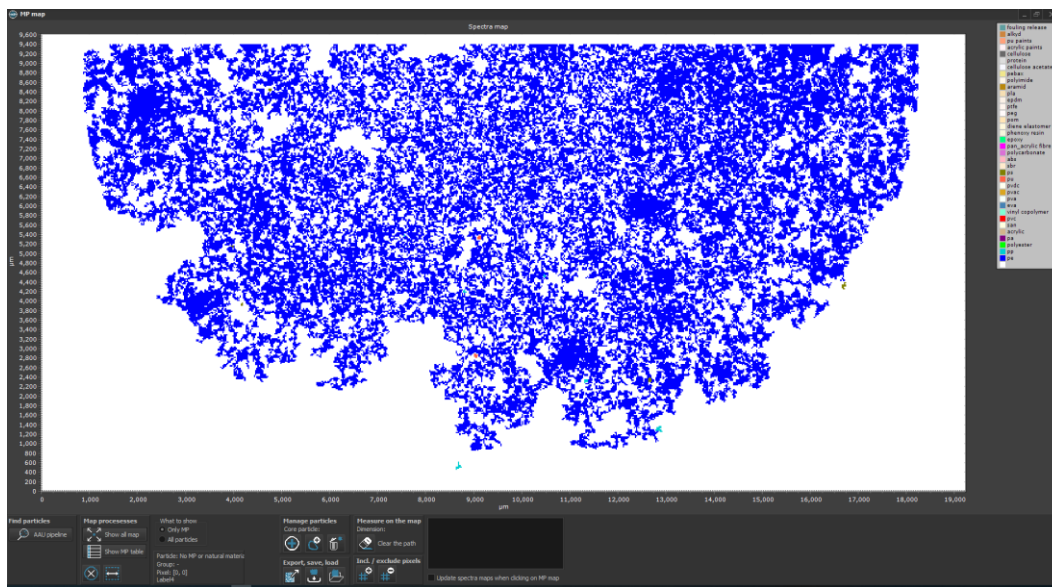 MP map
Spectra map
9,600
9,400
9,200
9,000
8,800
8,600
8,400
8,200
8,000
7,800
7,600
7,400
7,200
7,000
6,800
6,600
6,400
6,200
6,000
5,800
5,600
5,400
5,200
5,000
4,800
4,600
4,400
4,200
4,000
3,800
3,600
3,400
3,200
3,000
2,800
2,600
2,400
2,200
2,000
1,800
1,600
1,400
1,200
1,000
800
600
400
200
0
µm
0 1,000 2,000 3,000 4,000 5,000 6,000 7,000 8,000 9,000 10,000 11,000 12,000 13,000 14,000 15,000 16,000 17,000 18,000 19,200
µm
fouling release
alkyd
pu paints
acrylic paints
cellulose
protein
cellulose acetate
pebax
polyimide
aramid
pla
epdm
ptfe
peg
pom
diene elastomer
phenoxy resin
epoxy
pan_acrylic fibre
polycarbonate
abs
sbr
ps
pu
pvdc
pvac
pva
eva
vinyl copolymer
pvc
acrylic
pa
polyester
pp
pe
Find particles
AAU pipeline
Map processesses
Show all map
Show MP table
What to show
Only MP
All particles
Particle: No MP or natural materia
Group: -
Pixel: [0, 0]
Label4
Manage particles
Core particle:
Export, save, load
Measure on the map
Dimension:
Clear the path
Incl. / exclude pixels
Update spectra maps when clicking on MP map